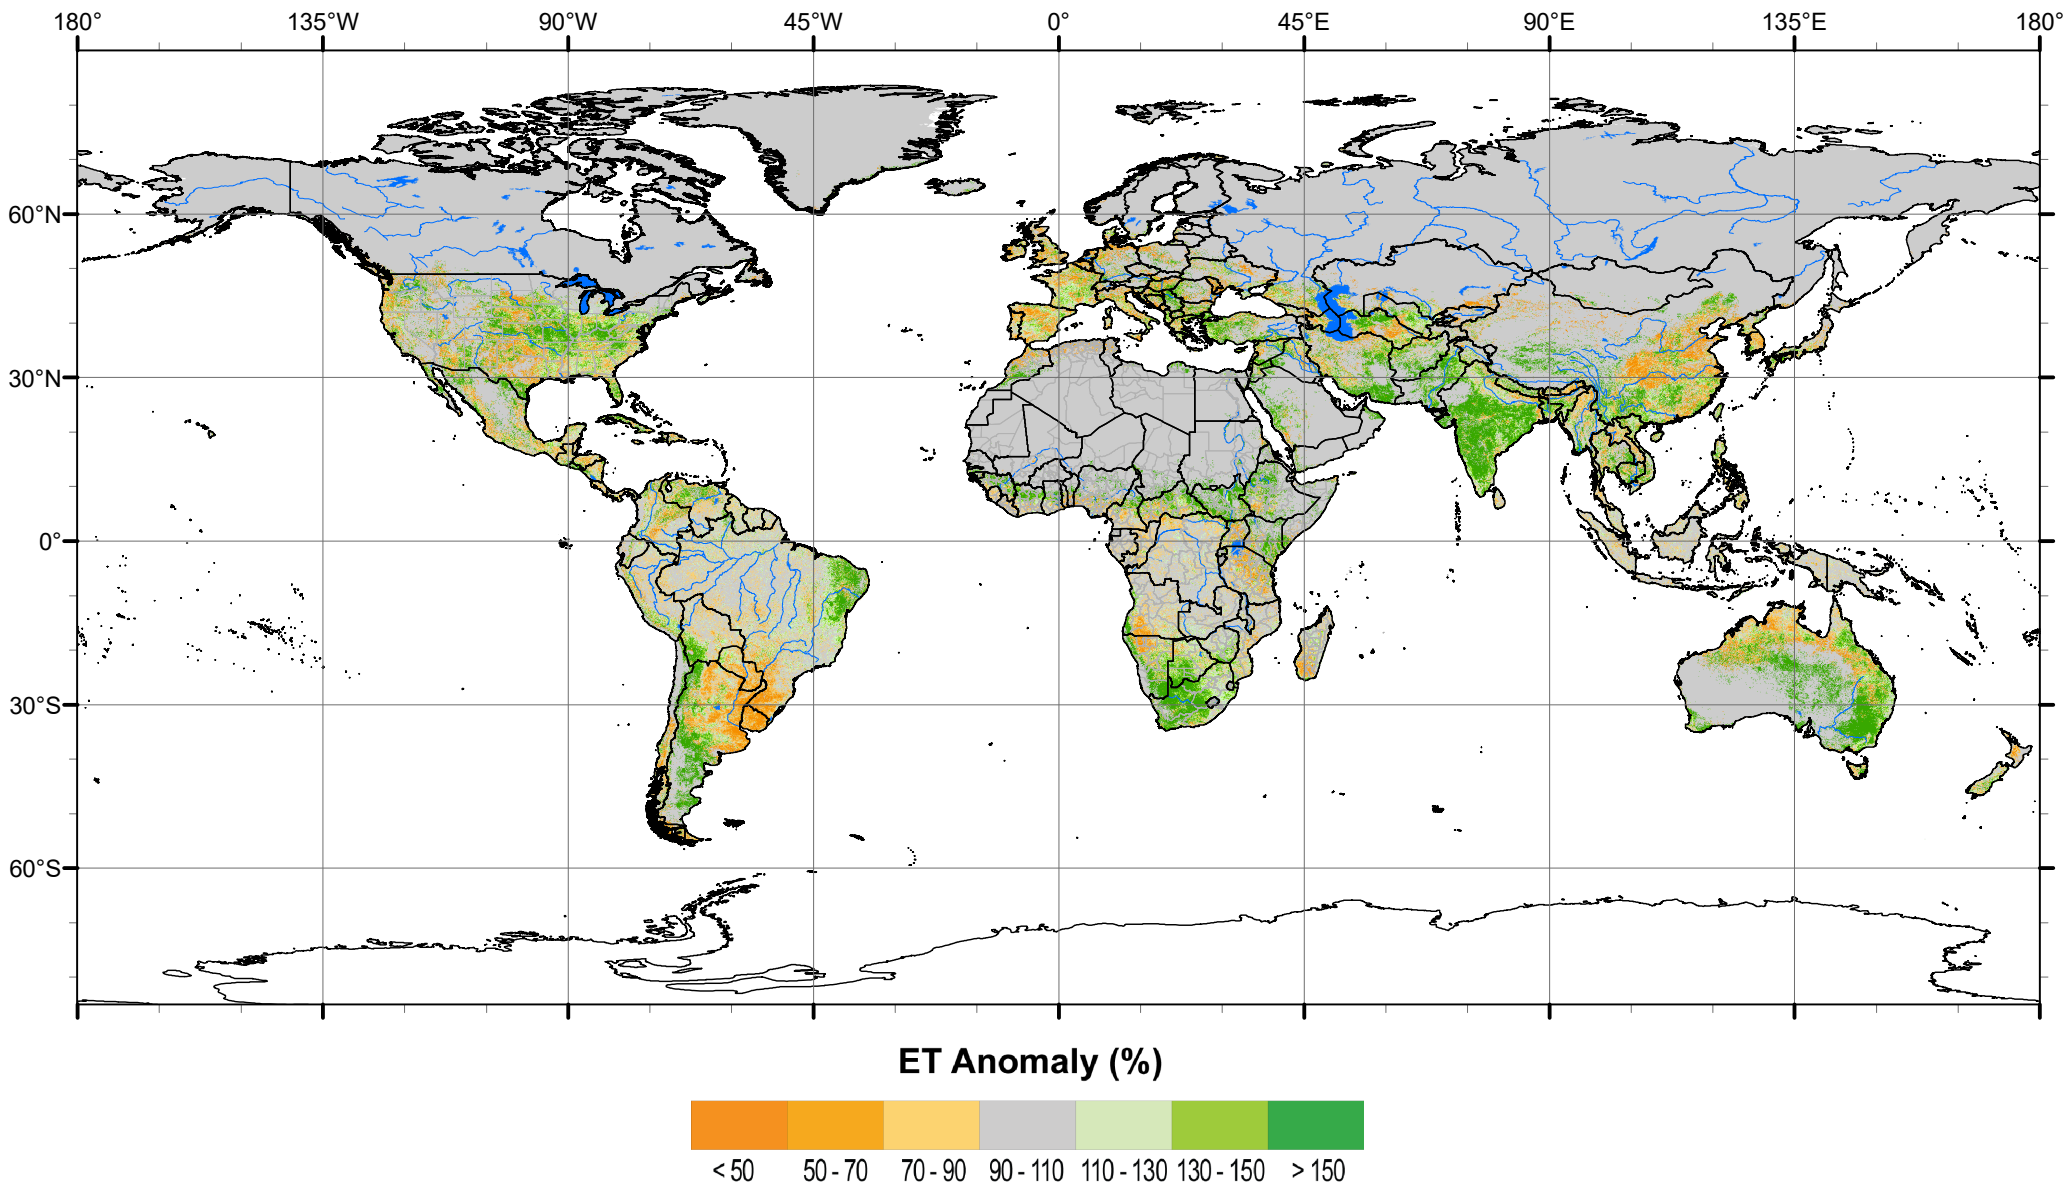 180° 135°W 90°W 45°W 0° 45°E 90°E 135°E 180°
60°N
30°N
0°
30°S
60°S
ET Anomaly (%)
< 50 50 - 70 70 - 90 90 - 110 110 - 130 130 - 150 > 150